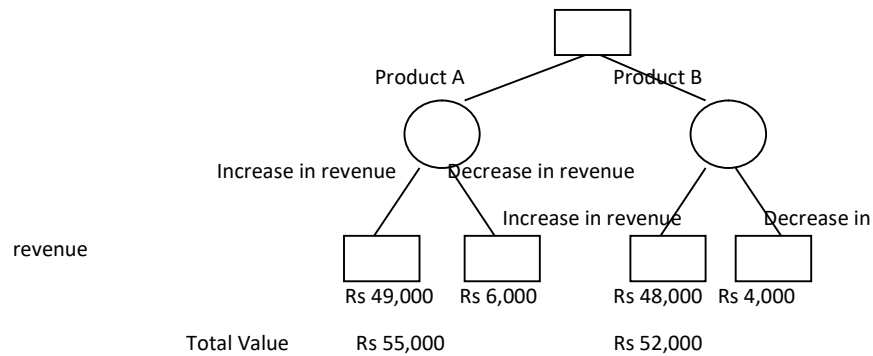 Product A Product B
Increase in revenue Decrease in revenue
Increase in revenue Decrease in
revenue
Rs 49,000 Rs 6,000 Rs 48,000 Rs 4,000
Total Value Rs 55,000 Rs 52,000